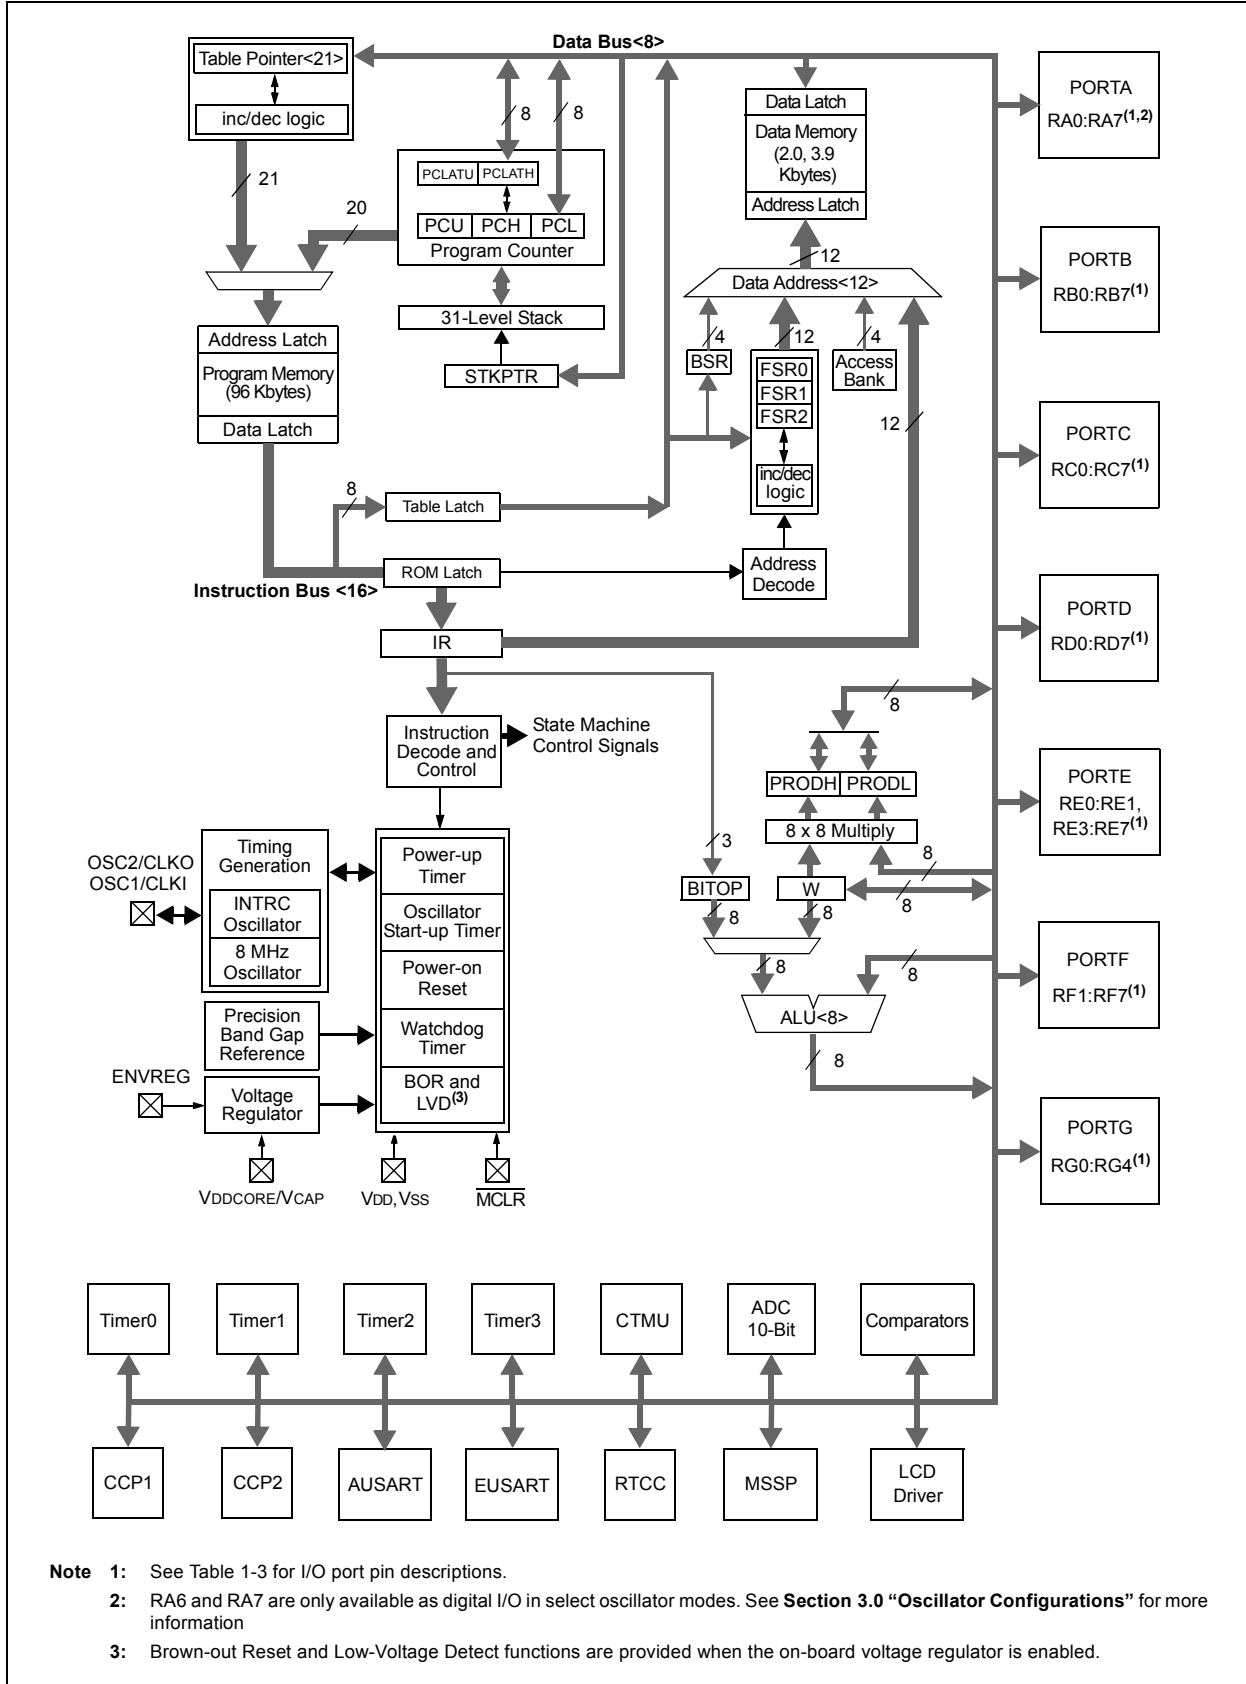 Data Bus<8>
Table Pointer<21>
inc/dec logic
21
20
8
8
PCLATU PCLATH
PCU PCH PCL
Program Counter
31-Level Stack
STKPTR
Address Latch
Program Memory
(96 Kbytes)
Data Latch
8
Table Latch
ROM Latch
Instruction Bus <16>
IR
Data Latch
Data Memory
(2.0, 3.9
Kbytes)
Address Latch
12
Data Address<12>
4
12
4
BSR
FSR0
FSR1
FSR2
inc/dec
logic
Access
Bank
12
Address
Decode
Instruction
Decode and
Control
State Machine
Control Signals
8
PRODH PRODL
8 x 8 Multiply
3
8
BITOP
W
8
8
8
8
8
ALU<8>
8
OSC2/CLKO
OSC1/CLKI
Timing
Generation
INTRC
Oscillator
8 MHz
Oscillator
Precision
Band Gap
Reference
ENVREG
Voltage
Regulator
Power-up
Timer
Oscillator
Start-up Timer
Power-on
Reset
Watchdog
Timer
BOR and
LVD(3)
VDDCORE/VCAP
VDD, VSS
MCLR
PORTA
RA0:RA7(1,2)
PORTB
RB0:RB7(1)
PORTC
RC0:RC7(1)
PORTD
RD0:RD7(1)
PORTE
RE0:RE1,
RE3:RE7(1)
PORTF
RF1:RF7(1)
PORTG
RG0:RG4(1)
Timer0
Timer1
Timer2
Timer3
CTMU
ADC
10-Bit
Comparators
CCP1
CCP2
AUSART
EUSART
RTCC
MSSP
LCD
Driver
Note 1: See Table 1-3 for I/O port pin descriptions.
2: RA6 and RA7 are only available as digital I/O in select oscillator modes. See Section 3.0 “Oscillator Configurations” for more
information
3: Brown-out Reset and Low-Voltage Detect functions are provided when the on-board voltage regulator is enabled.